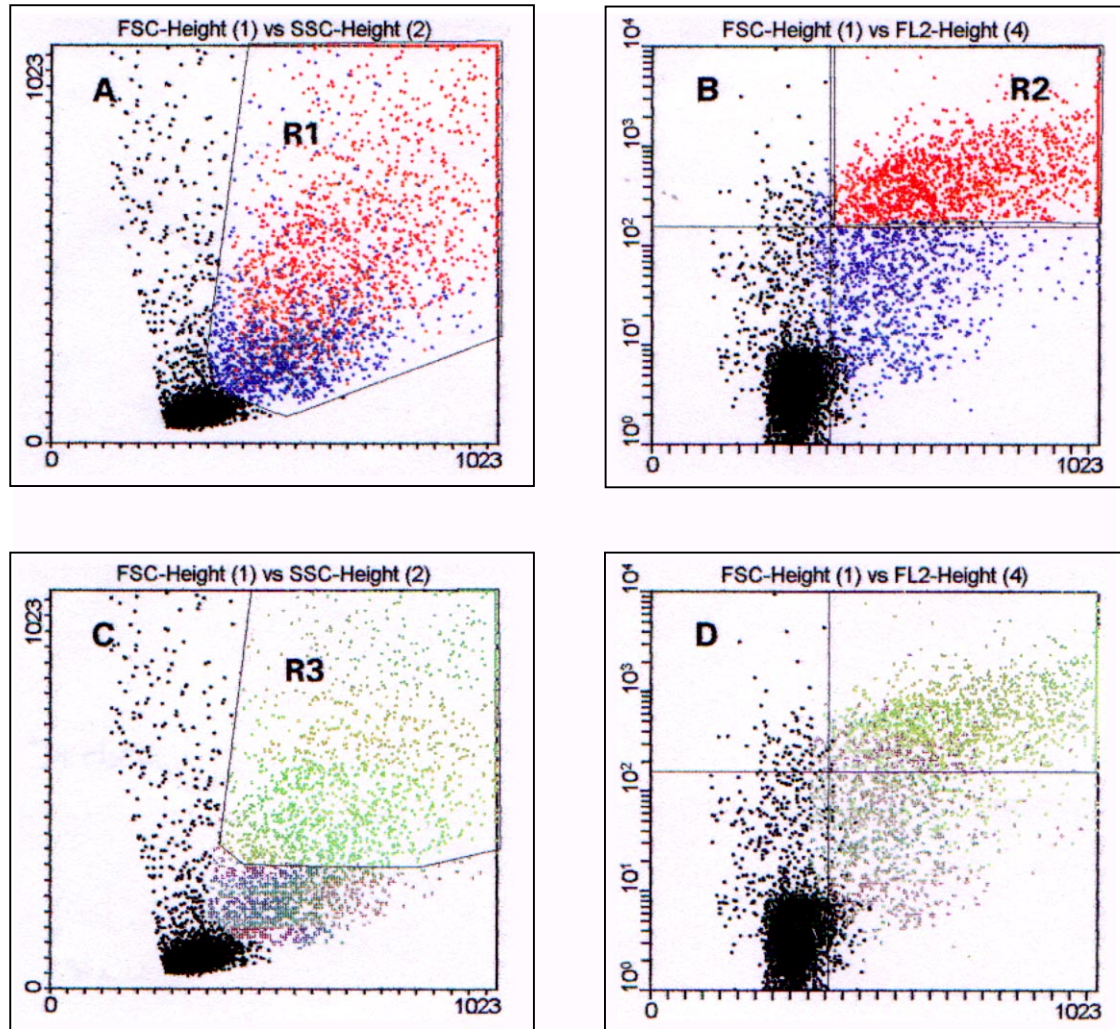 FSC-Height (1) vs SSC-Height (2)
1023
A
R1
0
0
1023
FSC-Height (1) vs FL2-Height (4)
10⁴
B
R2
10³
10²
10¹
10⁰
0
1023
FSC-Height (1) vs SSC-Height (2)
1023
C
R3
0
0
1023
FSC-Height (1) vs FL2-Height (4)
10⁴
D
10³
10²
10¹
10⁰
0
1023